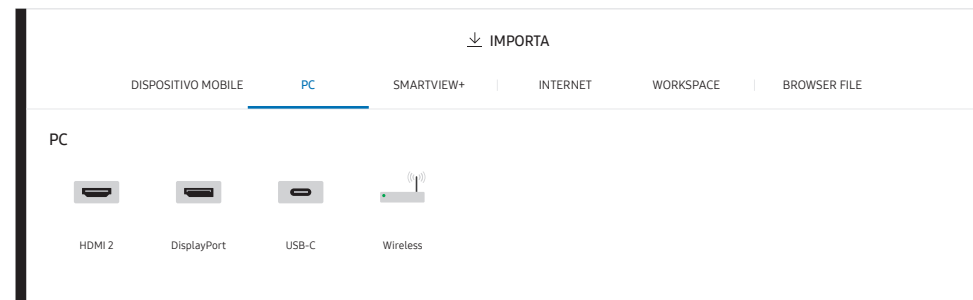 IMPORTA
DISPOSITIVO MOBILE PC SMARTVIEW+ INTERNET WORKSPACE BROWSER FILE
PC
HDMI 2 DisplayPort USB-C Wireless